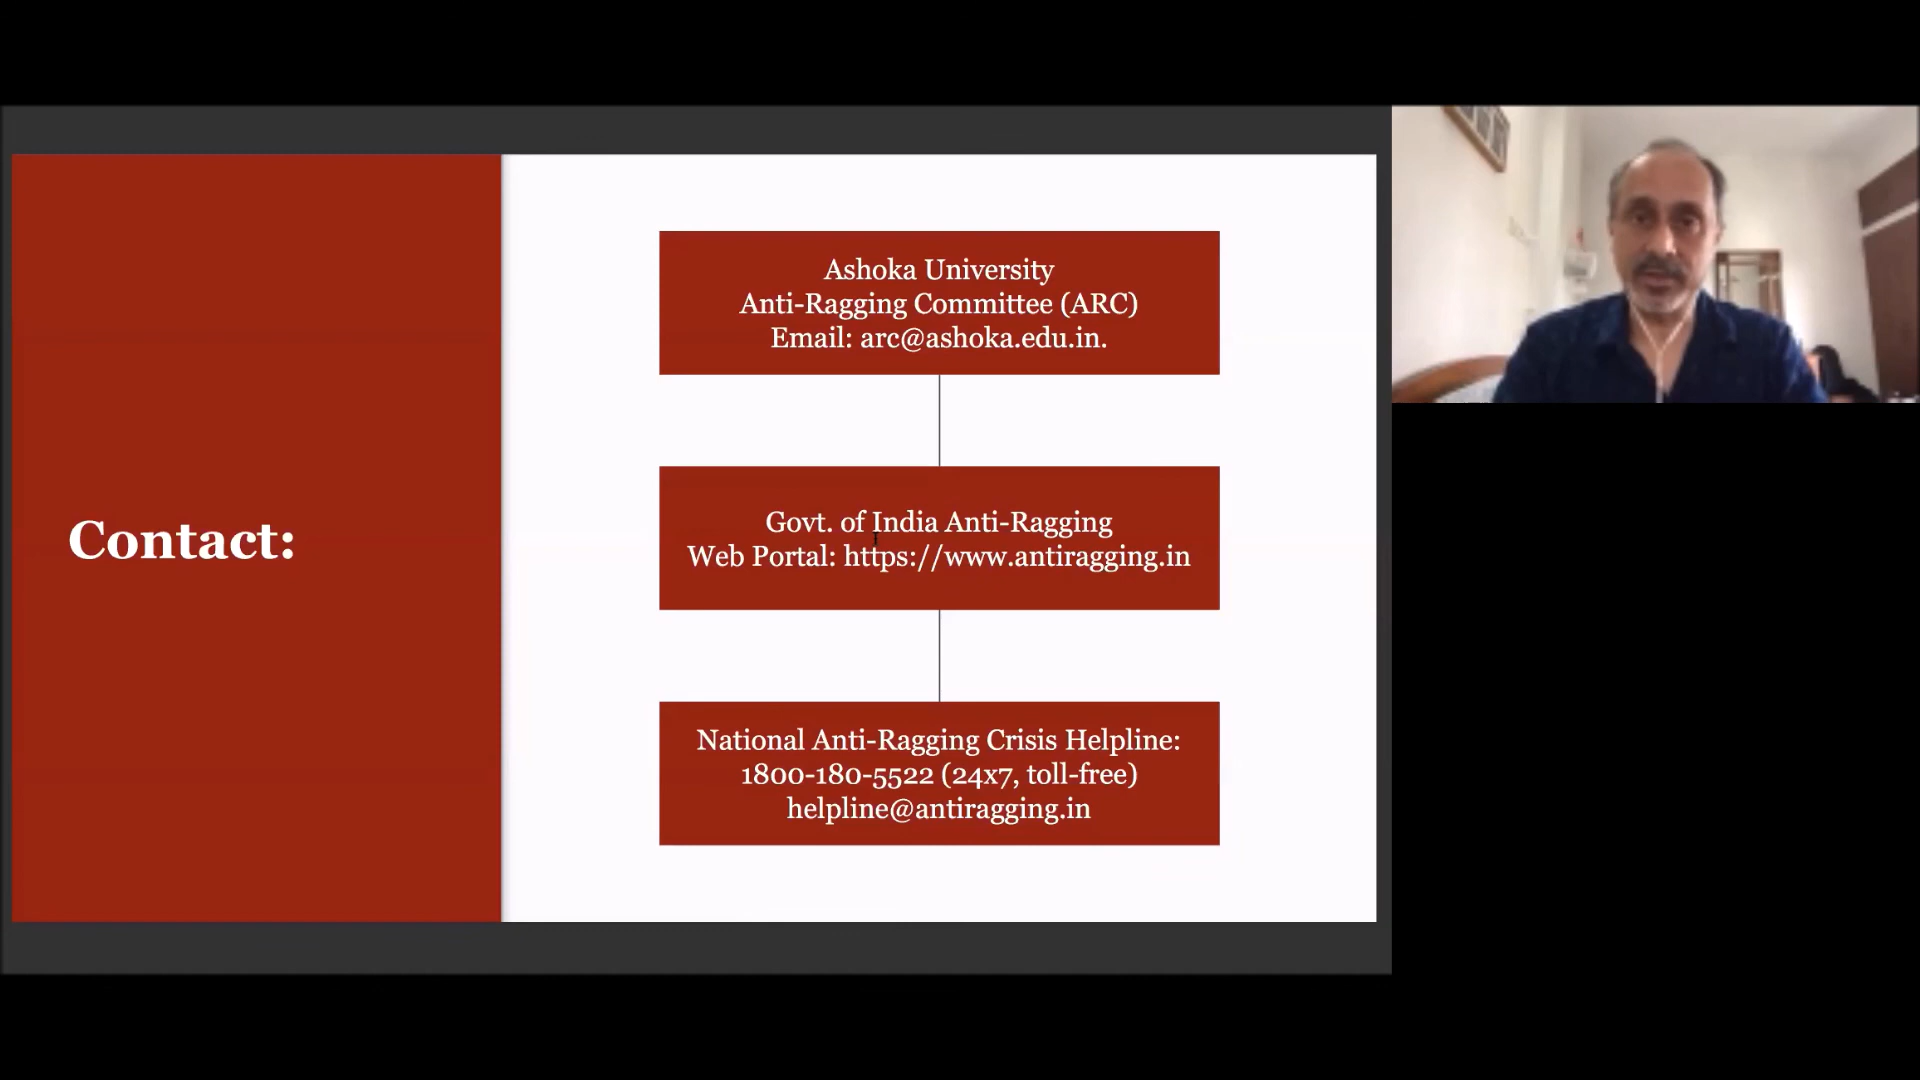 Contact:
Ashoka University
Anti-Ragging Committee (ARC)
Email: arc@ashoka.edu.in.
Govt. of India Anti-Ragging
Web Portal: https://www.antiragging.in
National Anti-Ragging Crisis Helpline:
1800-180-5522 (24x7, toll-free)
helpline@antiragging.in